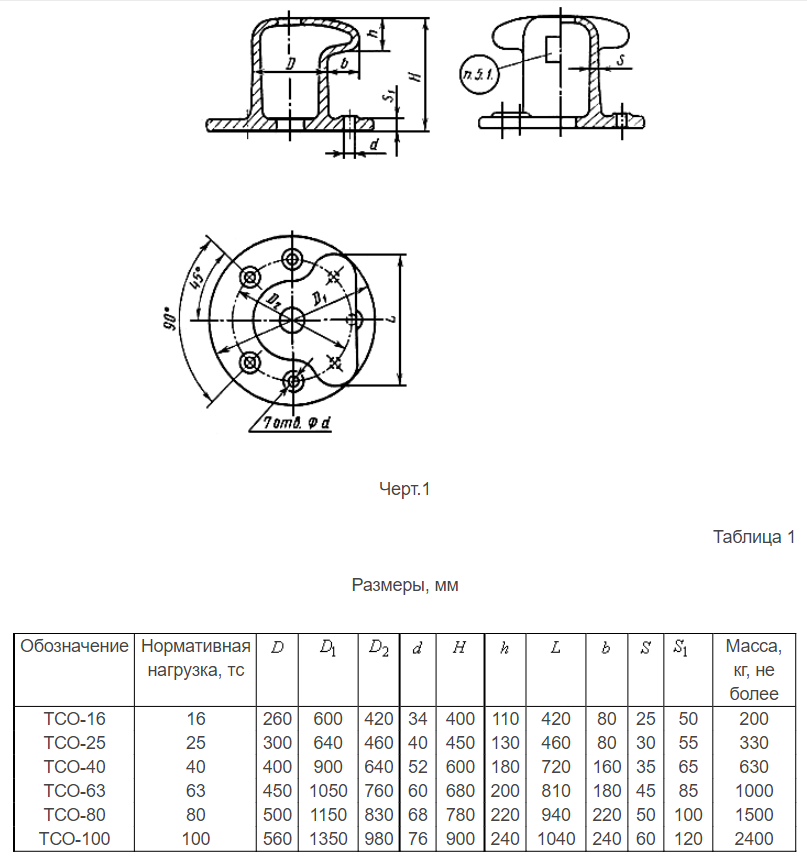 h
D
b
H
S₁
d
п.5.1.
S
45°
90°
D₂
D₁
L
7 отв. Ф d
Черт.1
Таблица 1
Размеры, мм
Обозначение Нормативная нагрузка, тс D D₁ D₂ d H h L b S S₁ Масса, кг, не более
ТСО-16 16 260 600 420 34 400 110 420 80 25 50 200
ТСО-25 25 300 640 460 40 450 130 460 80 30 55 330
ТСО-40 40 400 900 640 52 600 180 720 160 35 65 630
ТСО-63 63 450 1050 760 60 680 200 810 180 45 85 1000
ТСО-80 80 500 1150 830 68 780 220 940 220 50 100 1500
ТСО-100 100 560 1350 980 76 900 240 1040 240 60 120 2400